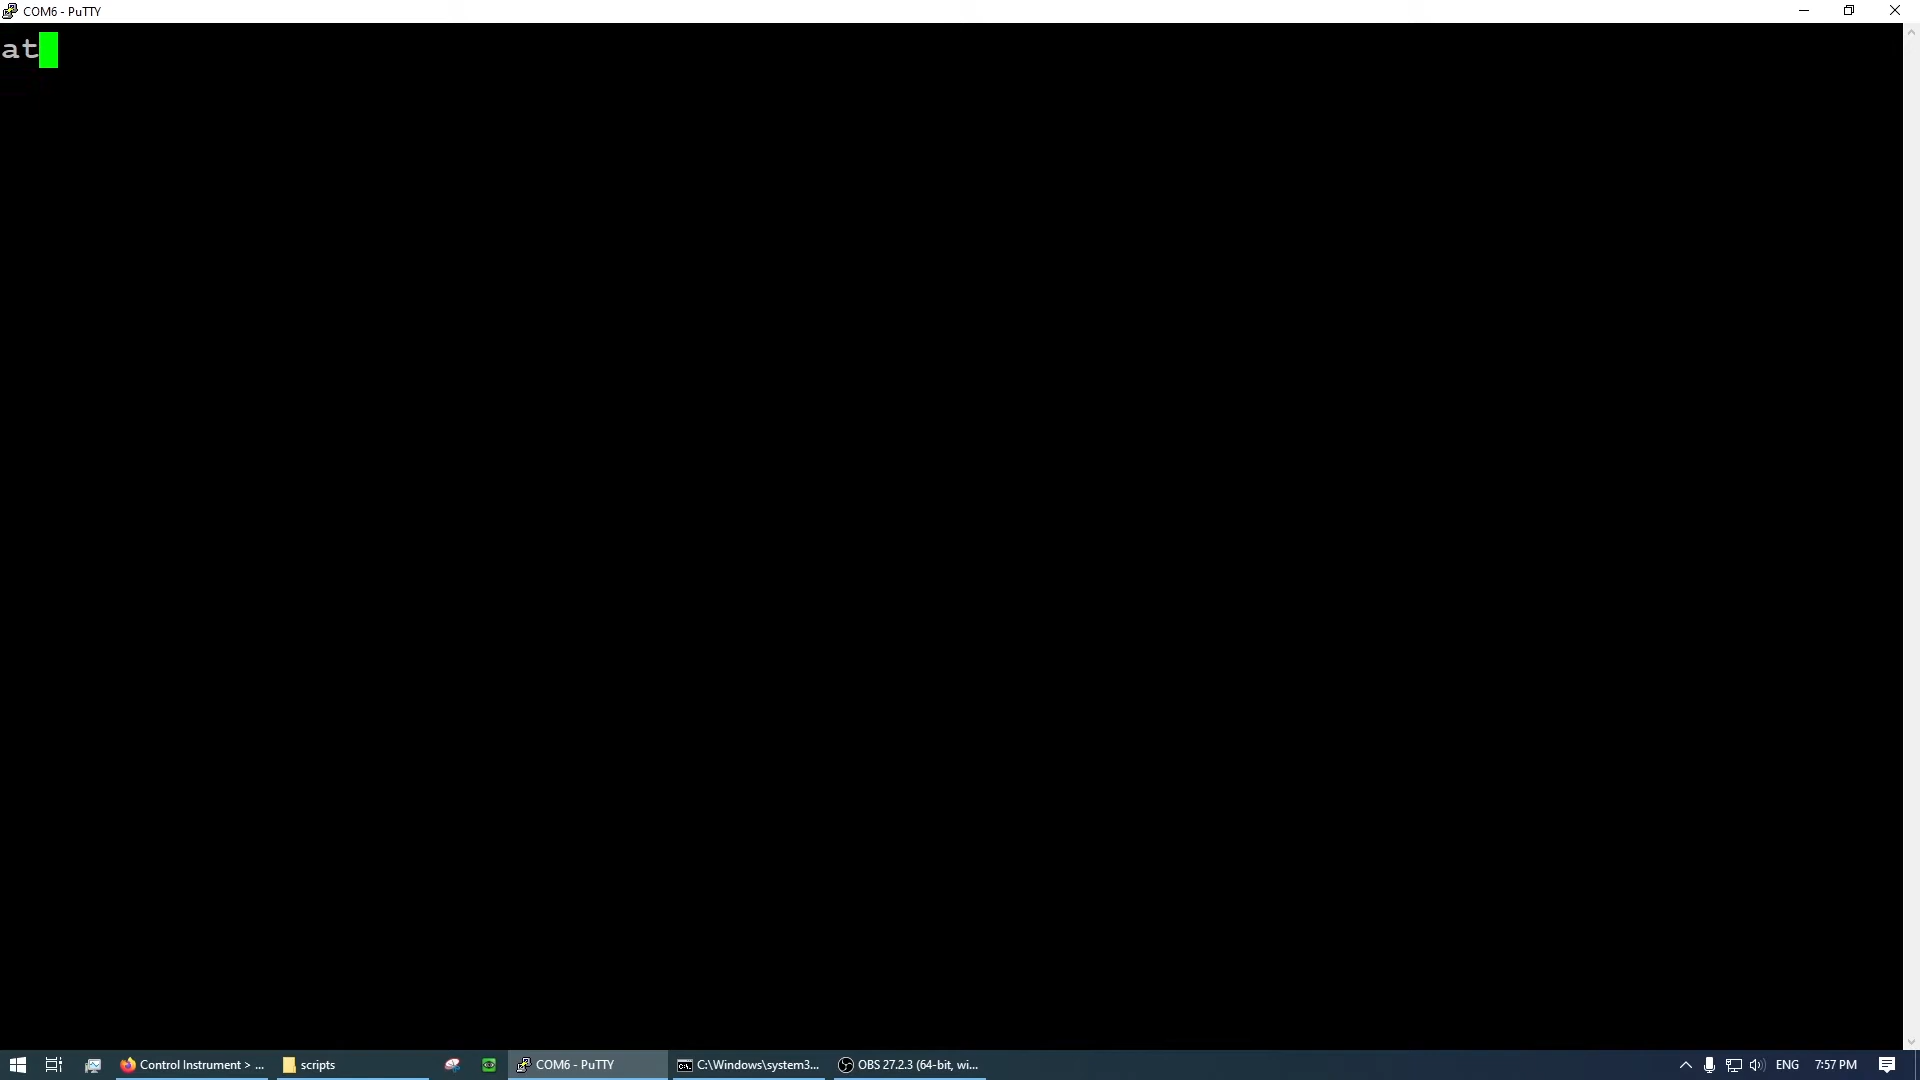 COM6 - PuTTY
at
Control Instrument > ...
scripts
COM6 - PuTTY
C:\Windows\system3...
OBS 27.2.3 (64-bit, wi...
ENG
7:57 PM